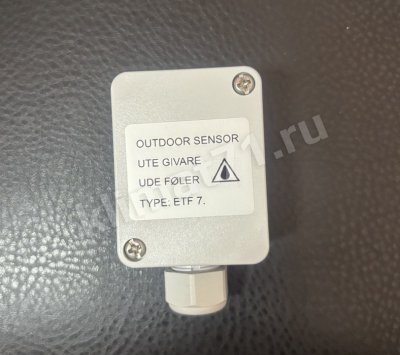 OUTDOOR SENSOR
UTE GIVARE
UDE FØLER
TYPE: ETF 7.